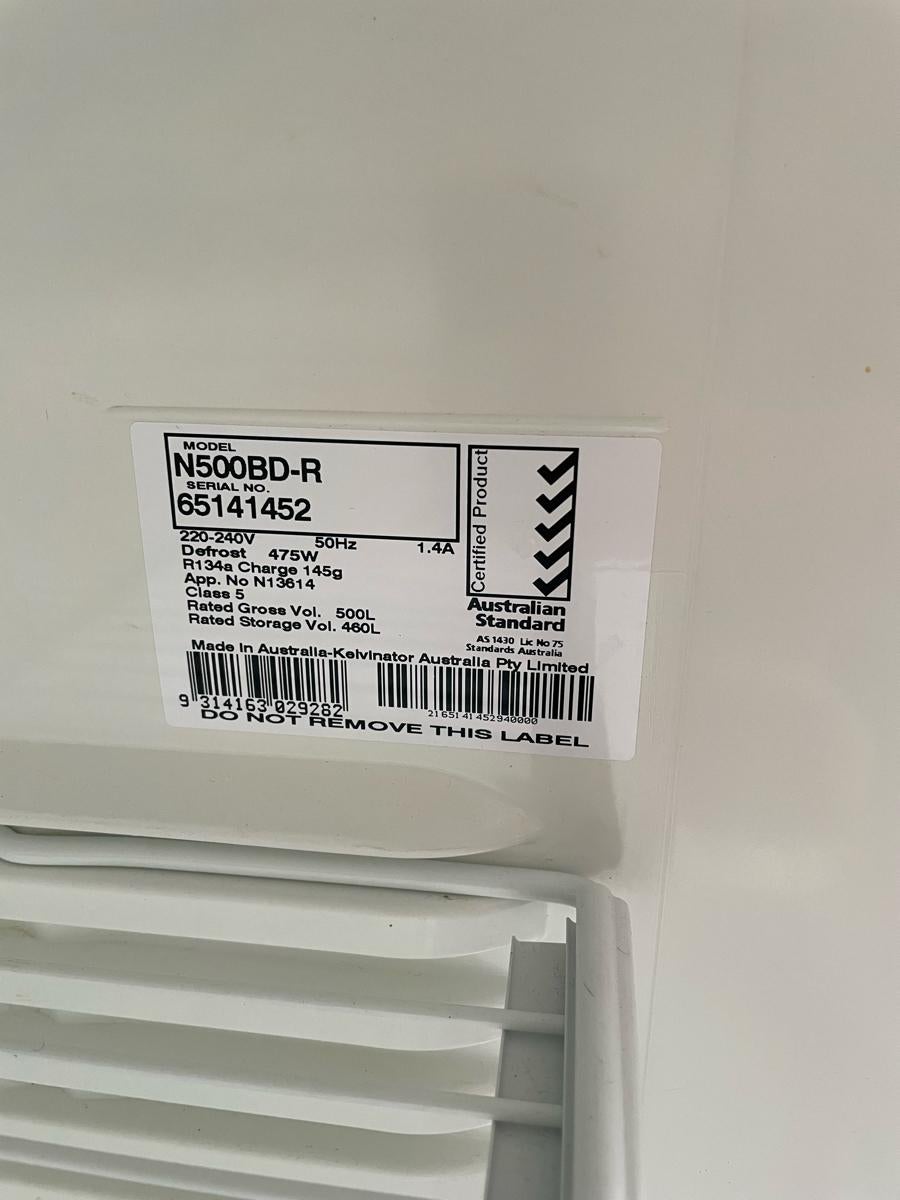 MODEL
N500BD-R
SERIAL NO.
65141452
220-240V 50Hz 1.4A
Defrost 475W
R134a Charge 145g
App. No N13614
Class 5
Rated Gross Vol. 500L
Rated Storage Vol. 460L
Certified Product
Australian
Standard
AS 1430 Lic No 75
Standards Australia
Made in Australia-Kelvinator Australia Pty Limited
9 314163 029282
2165141452940000
DO NOT REMOVE THIS LABEL